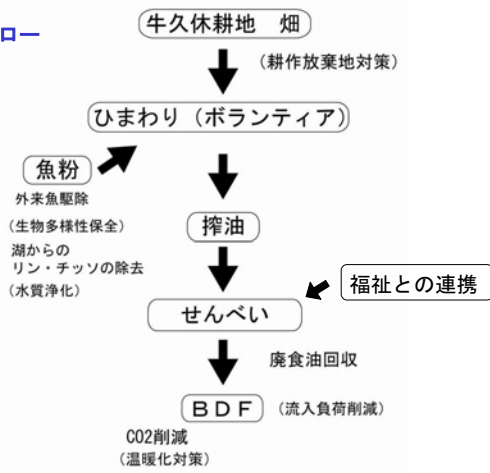 ロー
牛久休耕地　畑
（耕作放棄地対策）
ひまわり（ボランティア）
魚粉
外来魚駆除
（生物多様性保全）
湖からの
リン・チッソの除去
（水質浄化）
搾油
福祉との連携
せんべい
廃食油回収
ＢＤＦ
（流入負荷削減）
CO2削減
（温暖化対策）